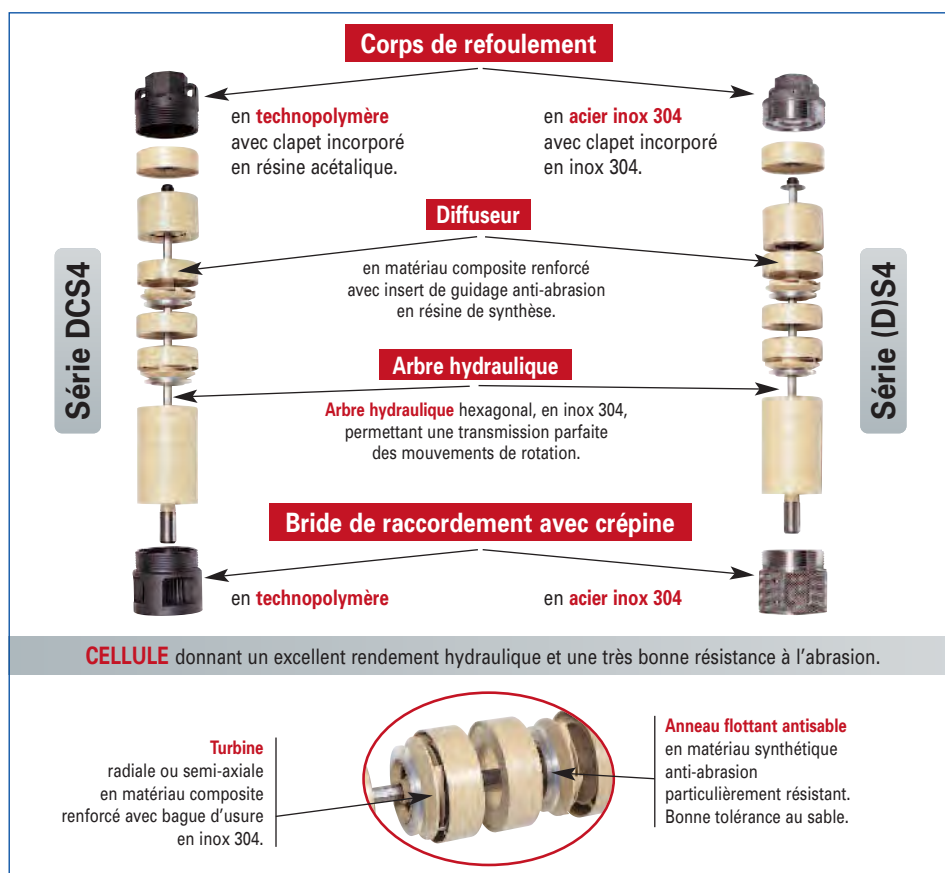 Corps de refoulement
en technopolymère
avec clapet incorporé
en résine acétalique.
en acier inox 304
avec clapet incorporé
en inox 304.
Diffuseur
en matériau composite renforcé
avec insert de guidage anti-abrasion
en résine de synthèse.
Série DCS4
Série (D)S4
Arbre hydraulique
Arbre hydraulique hexagonal, en inox 304,
permettant une transmission parfaite
des mouvements de rotation.
Bride de raccordement avec crépine
en technopolymère
en acier inox 304
CELLULE donnant un excellent rendement hydraulique et une très bonne résistance à l'abrasion.
Turbine
radiale ou semi-axiale
en matériau composite
renforcé avec bague d'usure
en inox 304.
Anneau flottant antisable
en matériau synthétique
anti-abrasion
particulièrement résistant.
Bonne tolérance au sable.